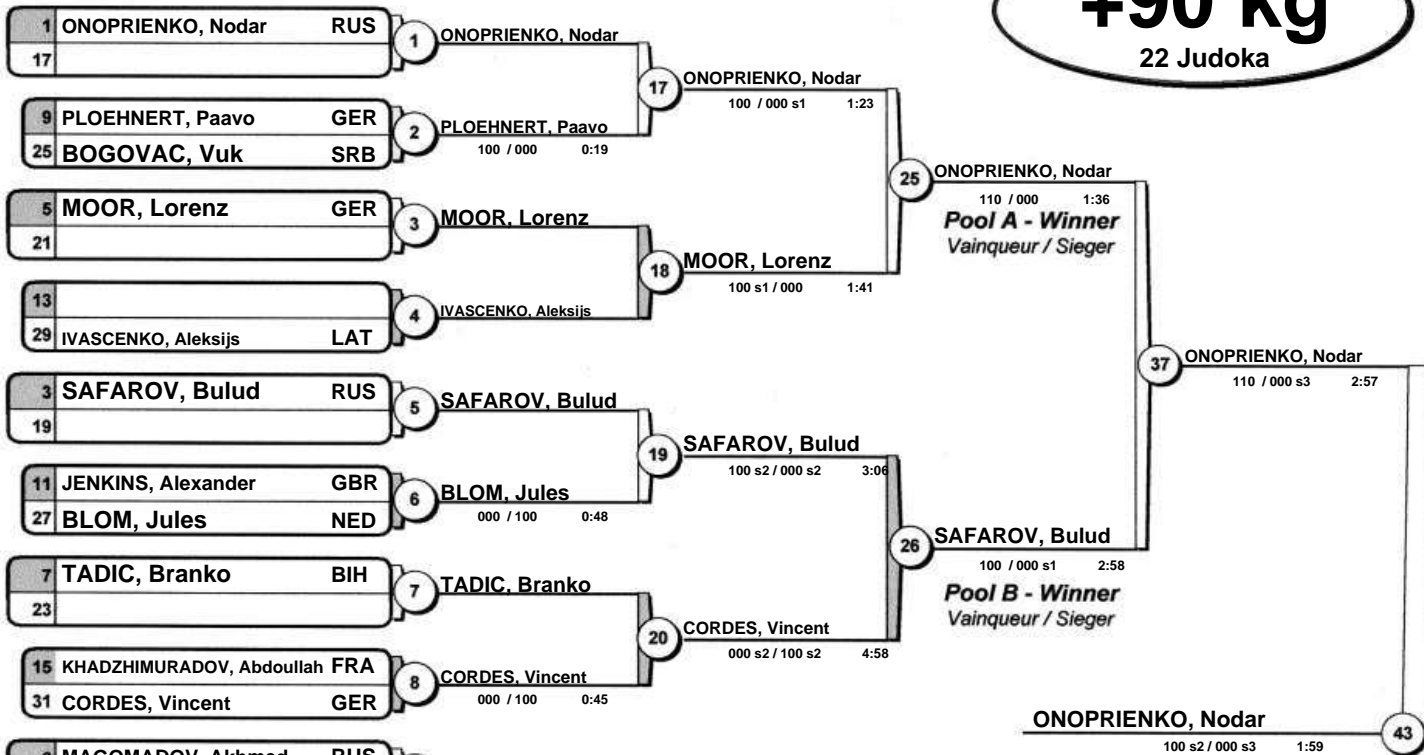 +90 kg
22 Judoka
1 ONOPRIENKO, Nodar RUS
17
9 PLOEHNERT, Paavo GER
25 BOGOVAC, Vuk SRB
5 MOOR, Lorenz GER
21
13
29 IVASCENKO, Aleksijs LAT
3 SAFAROV, Bulud RUS
19
11 JENKINS, Alexander GBR
27 BLOM, Jules NED
7 TADIC, Branko BIH
23
15 KHADZHIMURADOV, Abdoullah FRA
31 CORDES, Vincent GER
MAGOMADOV, Akhmed RUS
1 ONOPRIENKO, Nodar
2 PLOEHNERT, Paavo
100 / 000 0:19
3 MOOR, Lorenz
4 IVASCENKO, Aleksijs
5 SAFAROV, Bulud
6 BLOM, Jules
000 / 100 0:48
7 TADIC, Branko
8 CORDES, Vincent
000 / 100 0:45
17 ONOPRIENKO, Nodar
100 / 000 s1 1:23
18 MOOR, Lorenz
100 s1 / 000 1:41
19 SAFAROV, Bulud
100 s2 / 000 s2 3:06
20 CORDES, Vincent
000 s2 / 100 s2 4:58
25 ONOPRIENKO, Nodar
110 / 000 1:36
Pool A - Winner
Vainqueur / Sieger
26 SAFAROV, Bulud
100 / 000 s1 2:58
Pool B - Winner
Vainqueur / Sieger
37 ONOPRIENKO, Nodar
110 / 000 s3 2:57
ONOPRIENKO, Nodar 43
100 s2 / 000 s3 1:59